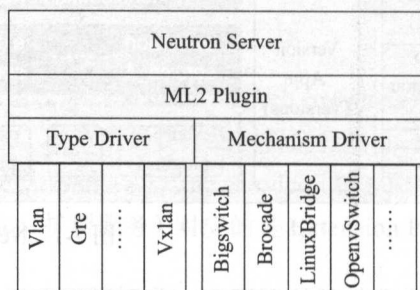 Neutron Server
ML2 Plugin
Type Driver
Mechanism Driver
Vlan
Gre
......
Vxlan
Bigswitch
Brocade
LinuxBridge
OpenvSwitch
......